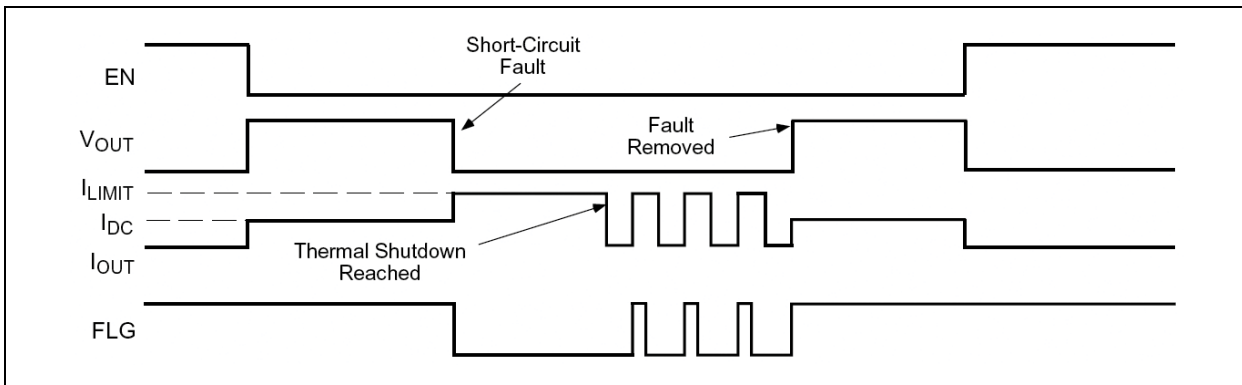 EN
Short-Circuit
Fault
VOUT
Fault
Removed
ILIMIT
IDC
Thermal Shutdown
Reached
IOUT
FLG